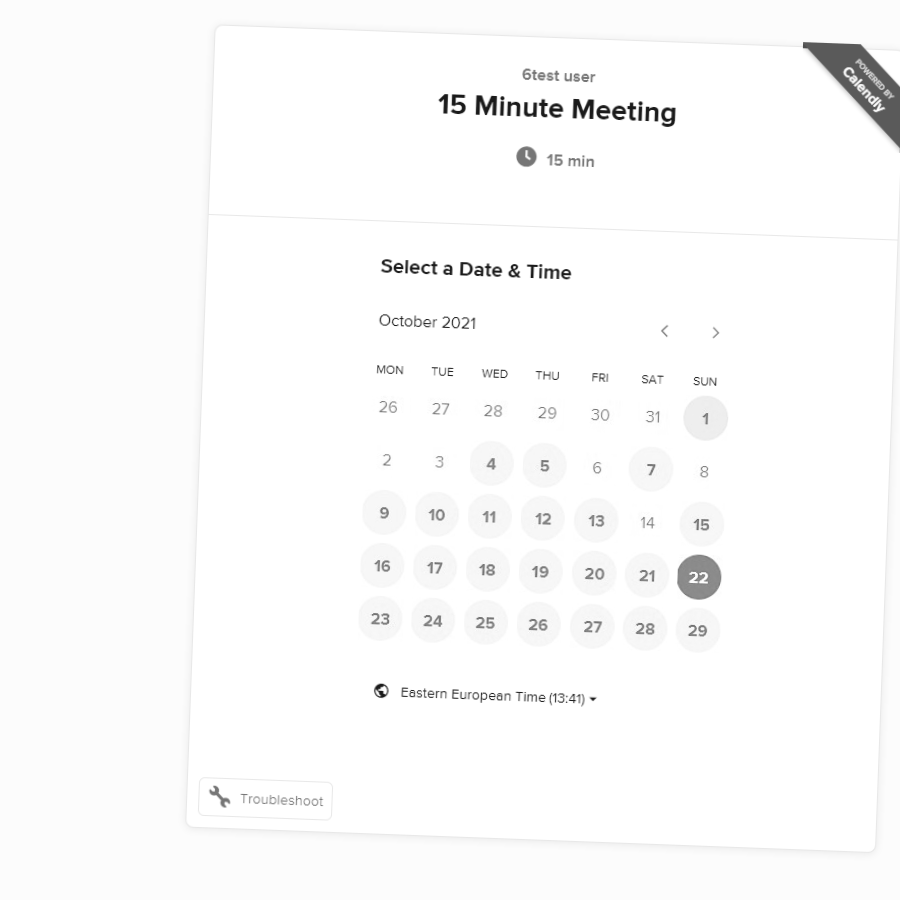 6test user
15 Minute Meeting
15 min
POWERED BY
Calendly
Select a Date & Time
October 2021
MON TUE WED THU FRI SAT SUN
26 27 28 29 30 31 1
2 3 4 5 6 7 8
9 10 11 12 13 14 15
16 17 18 19 20 21 22
23 24 25 26 27 28 29
Eastern European Time (13:41)
Troubleshoot